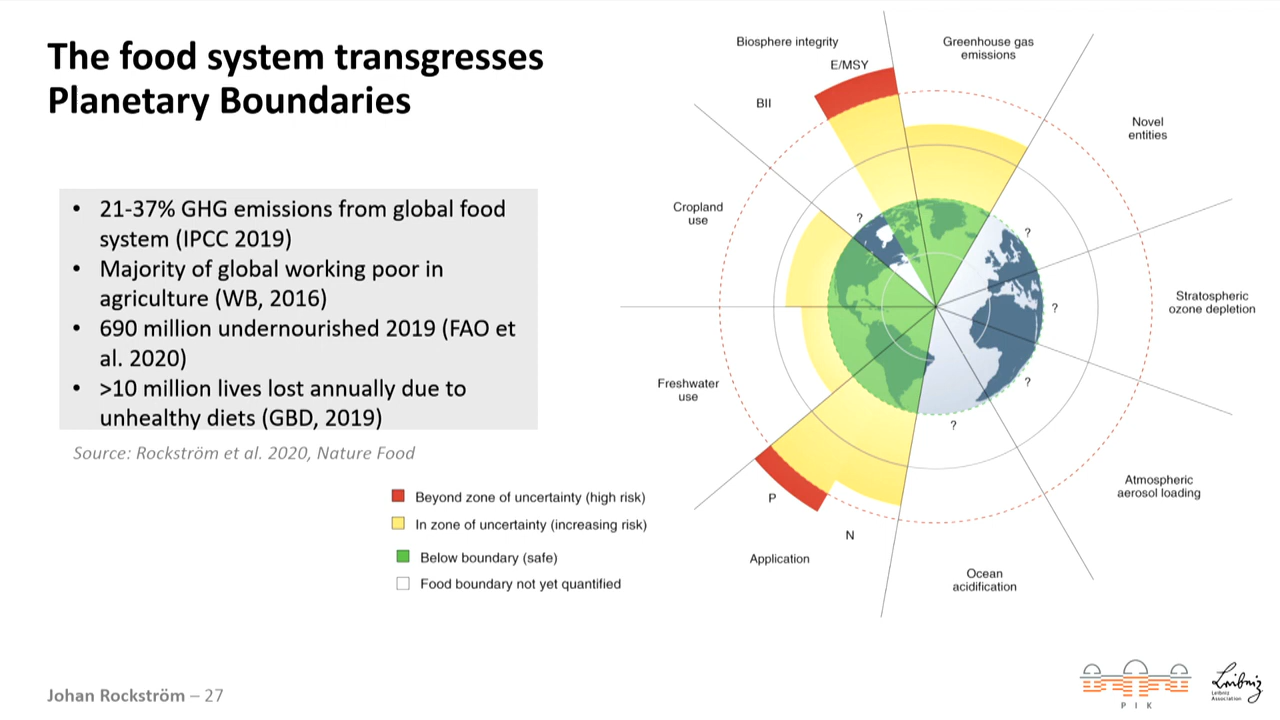 The food system transgresses
Planetary Boundaries
• 21-37% GHG emissions from global food
system (IPCC 2019)
• Majority of global working poor in
agriculture (WB, 2016)
• 690 million undernourished 2019 (FAO et
al. 2020)
• >10 million lives lost annually due to
unhealthy diets (GBD, 2019)
Source: Rockström et al. 2020, Nature Food
Beyond zone of uncertainty (high risk)
In zone of uncertainty (increasing risk)
Below boundary (safe)
Food boundary not yet quantified
Biosphere integrity
E/MSY
BII
Greenhouse gas
emissions
Novel
entities
Cropland
use
?
?
?
?
?
Stratospheric
ozone depletion
Freshwater
use
P
N
Application
Atmospheric
aerosol loading
Ocean
acidification
Johan Rockström – 27
P I K
Leibniz
Leibniz
Association